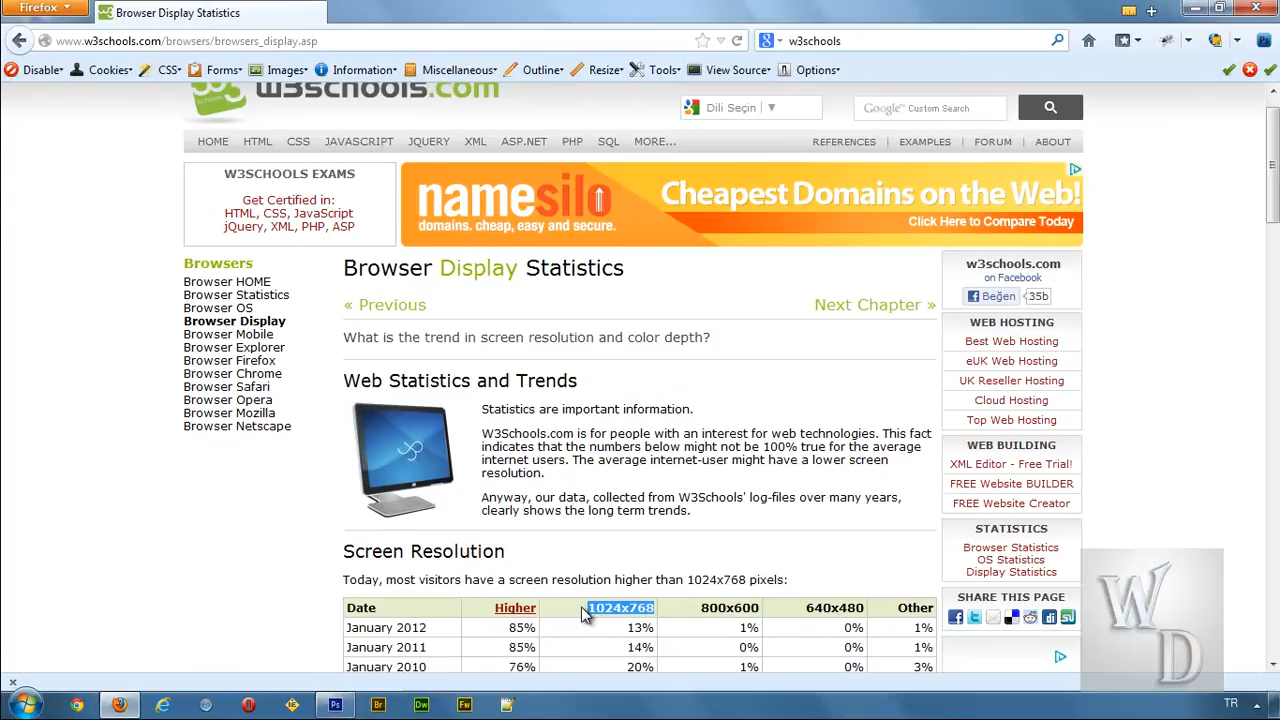 Firefox
Browser Display Statistics
www.w3schools.com/browsers/browsers_display.asp
w3schools
Disable
Cookies
CSS
Forms
Images
Information
Miscellaneous
Outline
Resize
Tools
View Source
Options
w3schools.com
Dili Seçin
Google™ Custom Search
HOME HTML CSS JAVASCRIPT JQUERY XML ASP.NET PHP SQL MORE...
REFERENCES EXAMPLES FORUM ABOUT
W3SCHOOLS EXAMS
Get Certified in:
HTML, CSS, JavaScript
jQuery, XML, PHP, ASP
namesilo
domains. cheap, easy and secure.
Cheapest Domains on the Web!
Click Here to Compare Today
Browsers
Browser HOME
Browser Statistics
Browser OS
Browser Display
Browser Mobile
Browser Explorer
Browser Firefox
Browser Chrome
Browser Safari
Browser Opera
Browser Mozilla
Browser Netscape
Browser Display Statistics
« Previous
Next Chapter »
What is the trend in screen resolution and color depth?
Web Statistics and Trends
Statistics are important information.
W3Schools.com is for people with an interest for web technologies. This fact
indicates that the numbers below might not be 100% true for the average
internet users. The average internet-user might have a lower screen
resolution.
Anyway, our data, collected from W3Schools' log-files over many years,
clearly shows the long term trends.
Screen Resolution
Today, most visitors have a screen resolution higher than 1024x768 pixels:
Date Higher 1024x768 800x600 640x480 Other
January 2012 85% 13% 1% 0% 1%
January 2011 85% 14% 0% 0% 1%
January 2010 76% 20% 1% 0% 3%
w3schools.com
on Facebook
Beğen 35b
WEB HOSTING
Best Web Hosting
eUK Web Hosting
UK Reseller Hosting
Cloud Hosting
Top Web Hosting
WEB BUILDING
XML Editor - Free Trial!
FREE Website BUILDER
FREE Website Creator
STATISTICS
Browser Statistics
OS Statistics
Display Statistics
SHARE THIS PAGE
W
D
Ps
Br
Dw
Fw
TR